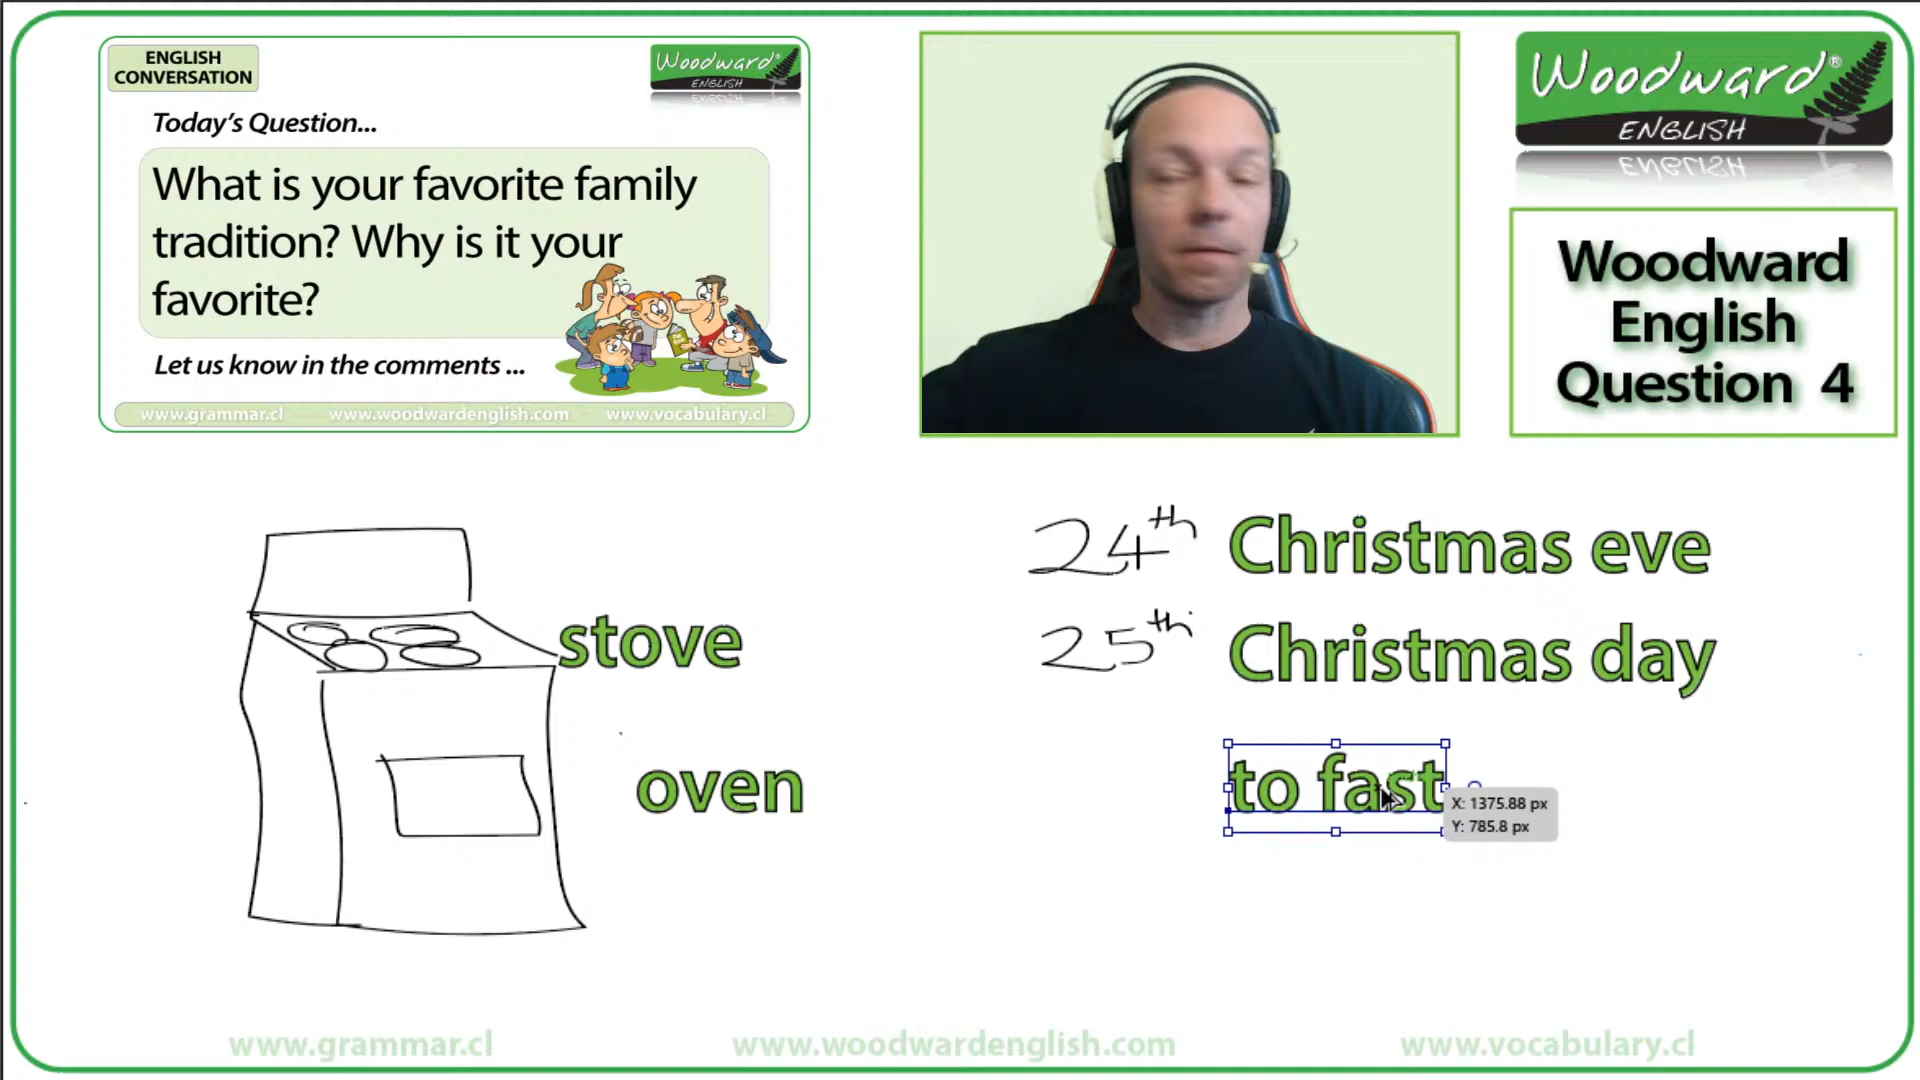 ENGLISH
CONVERSATION
Woodward®
ENGLISH
Today's Question...
What is your favorite family
tradition? Why is it your
favorite?
Let us know in the comments ...
www.grammar.cl www.woodwardenglish.com www.vocabulary.cl
Woodward®
ENGLISH
Woodward
English
Question 4
24th Christmas eve
25th Christmas day
stove
oven
to fast
X: 1375.88 px
Y: 785.8 px
www.grammar.cl www.woodwardenglish.com www.vocabulary.cl